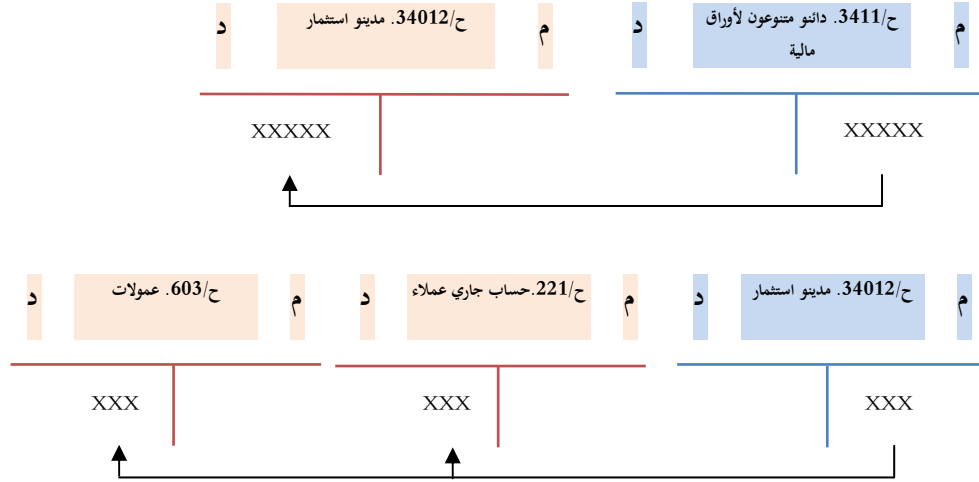 م ح/3411. دائنو متنوعون لأوراق د م ح/34012. مدينو استثمار د
مالية
XXXXX XXXXX
م ح/34012. مدينو استثمار د م ح/221.حساب جاري عملاء د م ح/603. عمولات د
XXX XXX XXX